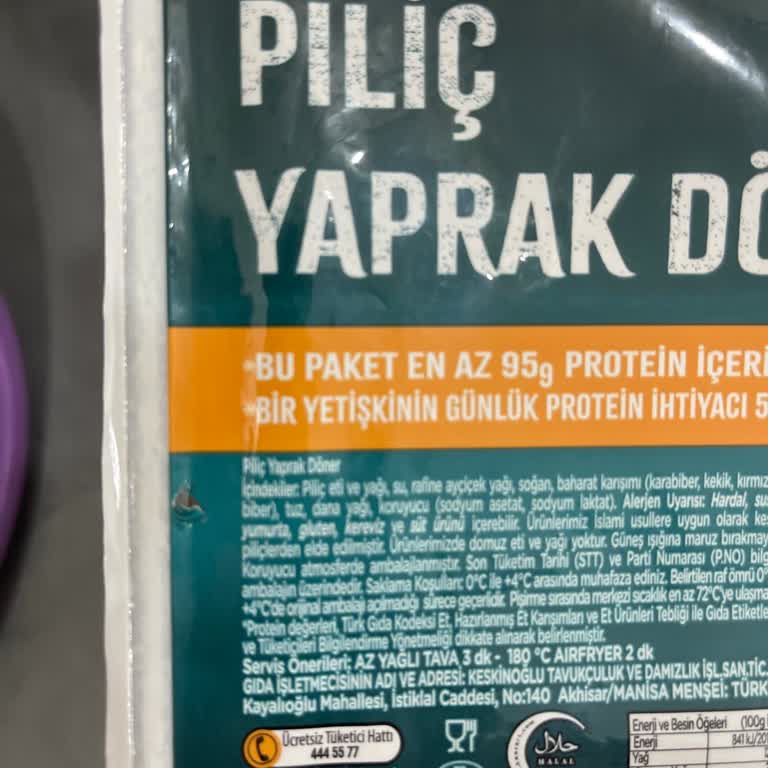 PİLİÇ
YAPRAK DÖ
•BU PAKET EN AZ 95g PROTEİN İÇERİ
•BİR YETİŞKİNİN GÜNLÜK PROTEİN İHTİYACI 5
Piliç Yaprak Döner
İçindekiler: Piliç eti ve yağı, su, rafine ayçiçek yağı, soğan, baharat karışımı (karabiber, kekik, kırmız
biber), tuz, dana yağı, koruyucu (sodyum asetat, sodyum laktat). Alerjen Uyarısı: Hardal, sus
yumurta, gluten, kereviz ve süt ürünü içerebilir. Ürünlerimiz İslami usullere uygun olarak kes
piliçlerden elde edilmiştir. Ürünlerimizde domuz eti ve yağı yoktur. Güneş ışığına maruz bırakmay
Koruyucu atmosferde ambalajlanmıştır. Son Tüketim Tarihi (STT) ve Parti Numarası (P.NO) bilg
ambalajın üzerindedir. Saklama Koşulları: 0°C ile +4°C arasında muhafaza ediniz. Belirtilen raf ömrü 0°
+4°C'de orijinal ambalajı açılmadığı sürece geçerlidir. Pişirme sırasında merkezi sıcaklık en az 72°C'ye ulaşma
*Protein değerleri, Türk Gıda Kodeksi Et, Hazırlanmış Et Karışımları ve Et Ürünleri Tebliği ile Gıda Etiketle
ve Tüketicileri Bilgilendirme Yönetmeliği dikkate alınarak belirlenmiştir.
Servis Önerileri: AZ YAĞLI TAVA 3 dk - 180 °C AIRFRYER 2 dk
GIDA İŞLETMECİSİNİN ADI VE ADRESİ: KESKİNOĞLU TAVUKÇULUK VE DAMIZLIK İŞL.SAN.TİC.
Kayalıoğlu Mahallesi, İstiklal Caddesi, No:140 Akhisar/MANİSA MENŞEİ: TÜRK
Ücretsiz Tüketici Hattı
444 55 77
حلال
HALAL
Enerji ve Besin Öğeleri (100g
Enerji 841 kJ/20
Yağ